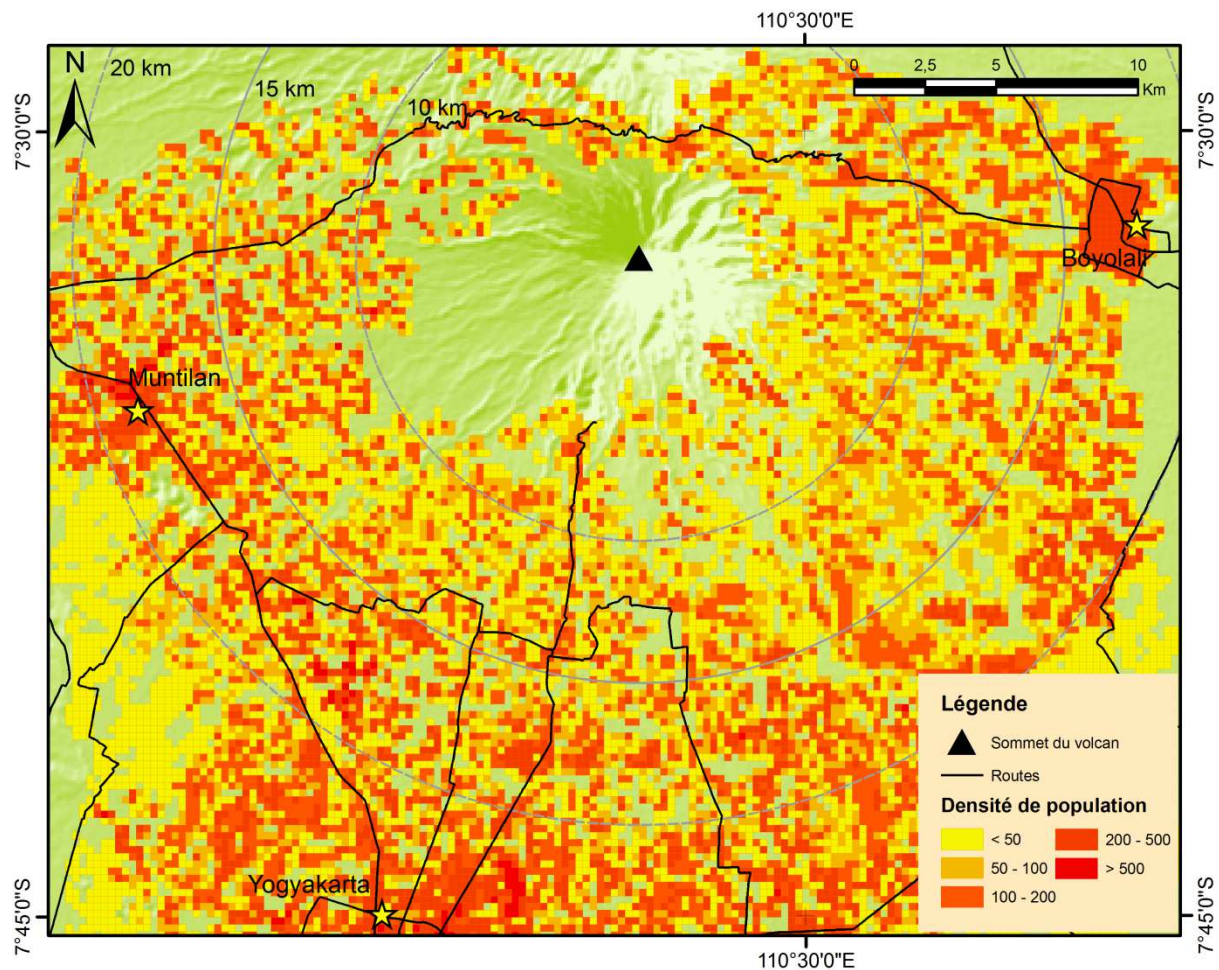 110°30'0"E
N
20 km
15 km
10 km
0 2,5 5 10
Km
7°30'0"S
7°30'0"S
Boyolali
Muntilan
Légende
Sommet du volcan
Routes
Densité de population
< 50
200 - 500
50 - 100
> 500
100 - 200
Yogyakarta
7°45'0"S
7°45'0"S
110°30'0"E